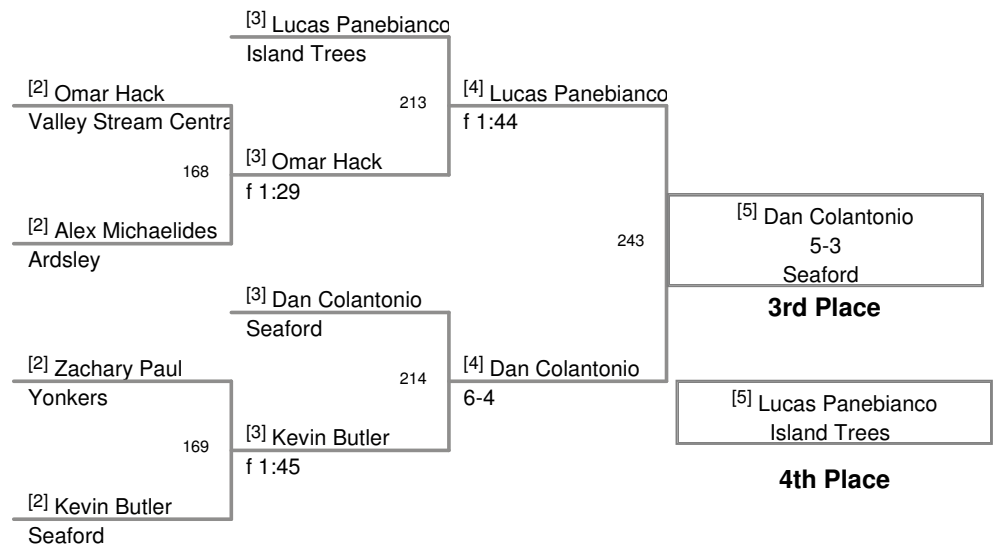 [3] Lucas Panebianco
Island Trees
[2] Omar Hack
Valley Stream Centra
213
[4] Lucas Panebianco
f 1:44
168
[3] Omar Hack
f 1:29
[2] Alex Michaelides
Ardsley
243
[5] Dan Colantonio
5-3
Seaford
3rd Place
[3] Dan Colantonio
Seaford
[2] Zachary Paul
Yonkers
214
[4] Dan Colantonio
6-4
[5] Lucas Panebianco
Island Trees
4th Place
169
[3] Kevin Butler
f 1:45
[2] Kevin Butler
Seaford